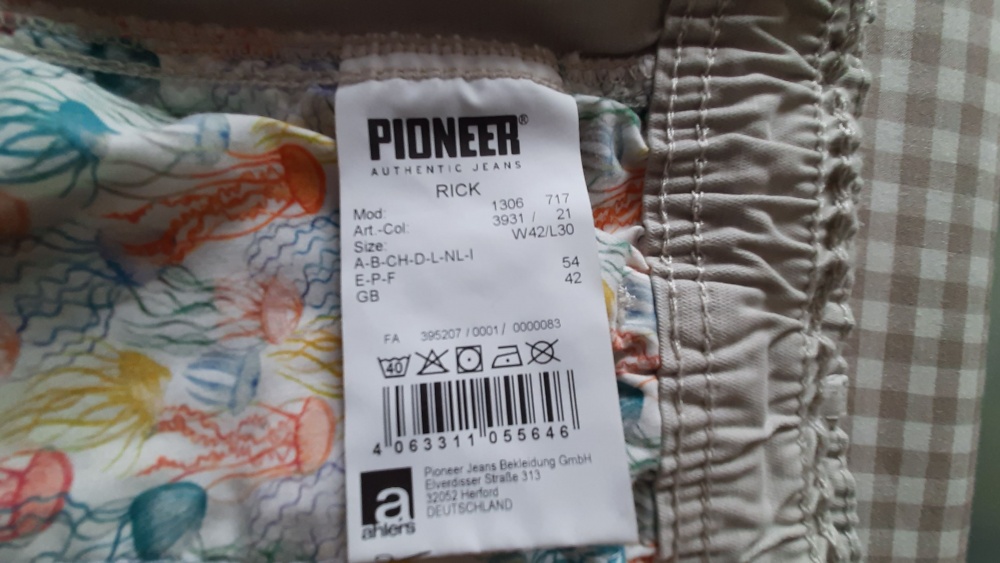 PIONEER®
AUTHENTIC JEANS
RICK
Mod: 1306 717
Art.-Col: 3931 / 21
Size: W42/L30
A-B-CH-D-L-NL-I
E-P-F 54
GB 42
FA 395207 / 0001 / 0000083
40
4 063311 055646
a
ahlers
Pioneer Jeans Bekleidung GmbH
Elverdisser Straße 313
32052 Herford
DEUTSCHLAND